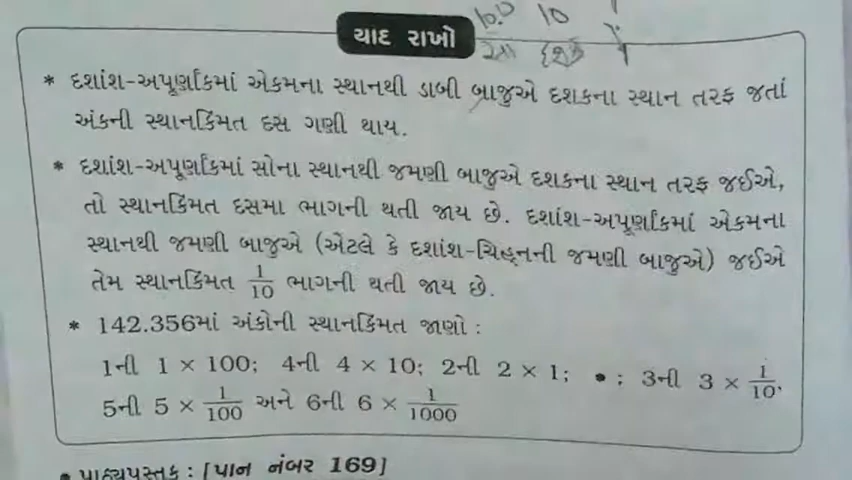 10.0 10
યાદ રાખો
* દશાંશ-અપૂર્ણાંકમાં એકમના સ્થાનથી ડાબી બાજુએ દશકના સ્થાન તરફ જતાં
અંકની સ્થાનકિંમત દસ ગણી થાય.
* દશાંશ-અપૂર્ણાંકમાં સોના સ્થાનથી જમણી બાજુએ દશકના સ્થાન તરફ જઈએ,
તો સ્થાનકિંમત દસમા ભાગની થતી જાય છે. દશાંશ-અપૂર્ણાંકમાં એકમના
સ્થાનથી જમણી બાજુએ (એટલે કે દશાંશ-ચિહ્નની જમણી બાજુએ) જઈએ
તેમ સ્થાનકિંમત 1/10 ભાગની થતી જાય છે.
* 142.356માં અંકોની સ્થાનકિંમત જાણો :
1ની 1 × 100; 4ની 4 × 10; 2ની 2 × 1; • ; 3ની 3 × 1/10,
5ની 5 × 1/100 અને 6ની 6 × 1/1000
• પાઠ્યપુસ્તક : [પાન નંબર 169]